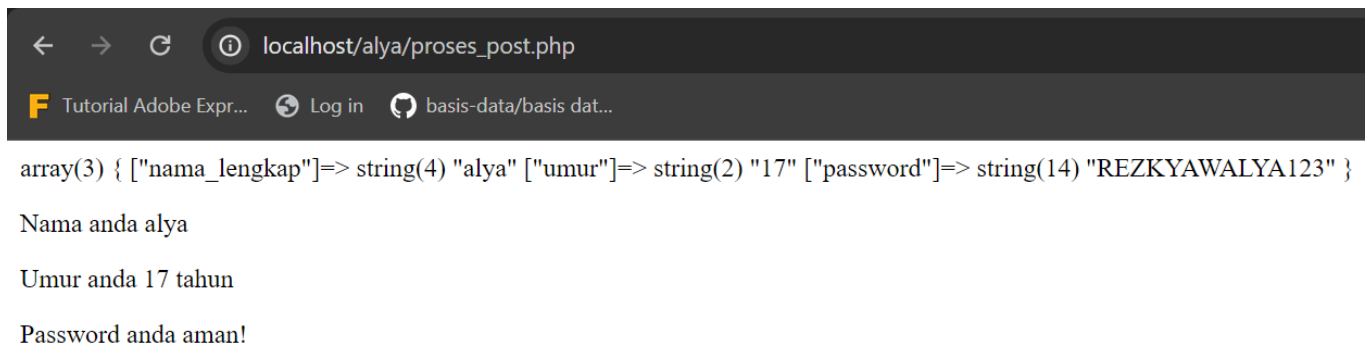 localhost/alya/proses_post.php
Tutorial Adobe Expr... Log in basis-data/basis dat...
array(3) { ["nama_lengkap"]=> string(4) "alya" ["umur"]=> string(2) "17" ["password"]=> string(14) "REZKYAWALYA123" }
Nama anda alya
Umur anda 17 tahun
Password anda aman!